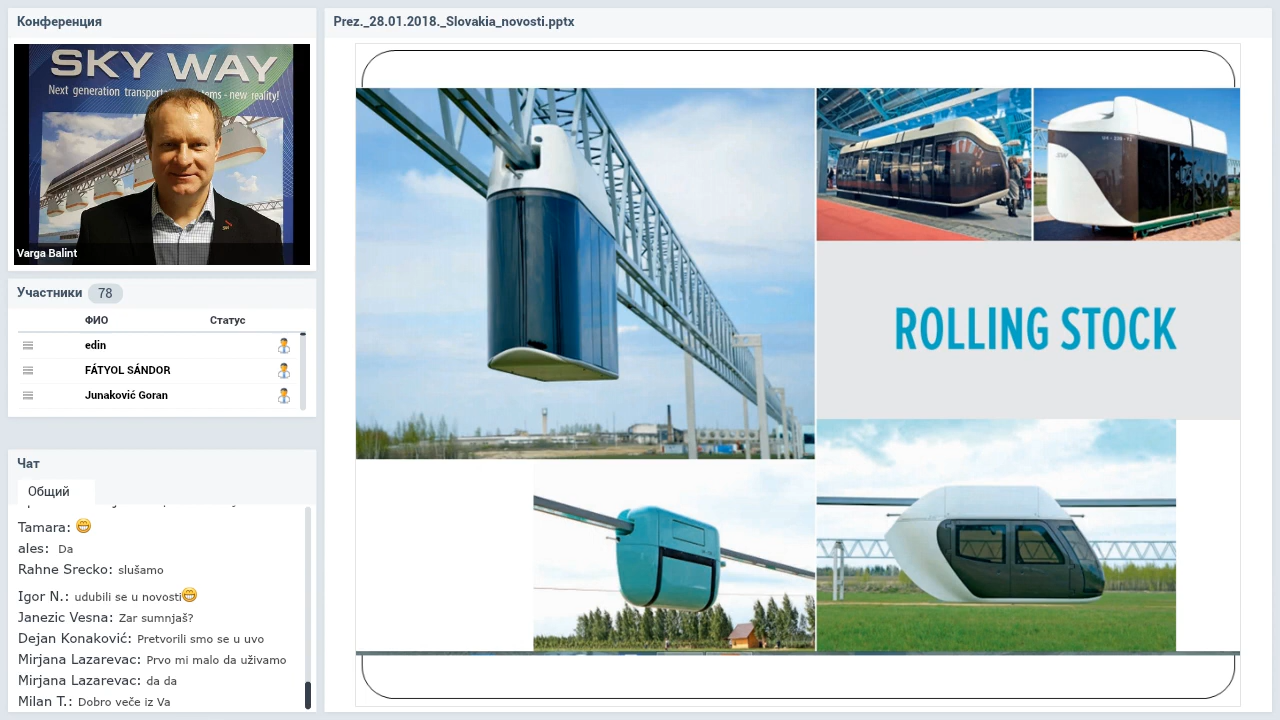 Конференция
SKY WAY
Next generation transportation systems - new reality!
Varga Balint
Участники 78
ФИО Статус
edin
FÁTYOL SÁNDOR
Junaković Goran
Чат
Общий
Tamara:
ales: Da
Rahne Srecko: slušamo
Igor N.: udubili se u novosti
Janezic Vesna: Zar sumnjaš?
Dejan Konaković: Pretvorili smo se u uvo
Mirjana Lazarevac: Prvo mi malo da uživamo
Mirjana Lazarevac: da da
Milan T.: Dobro veče iz Va
Prez._28.01.2018._Slovakia_novosti.pptx
ROLLING STOCK